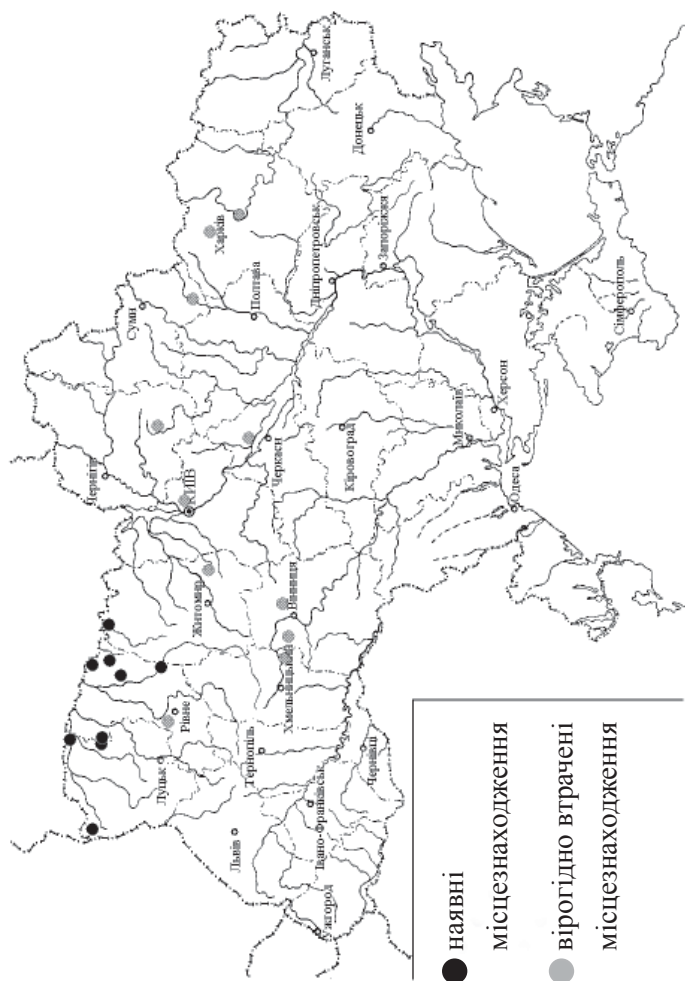 Чернігів
Суми
Луцьк
Рівне
Житомир
КИЇВ
Харків
Львів
Тернопіль
Хмельницький
Вінниця
Черкаси
Полтава
Луганськ
Ужгород
Івано-Франківськ
Чернівці
Кіровоград
Дніпропетровськ
Донецьк
Запоріжжя
Миколаїв
Херсон
Одеса
Сімферополь
наявні
місцезнаходження
вірогідно втрачені
місцезнаходження